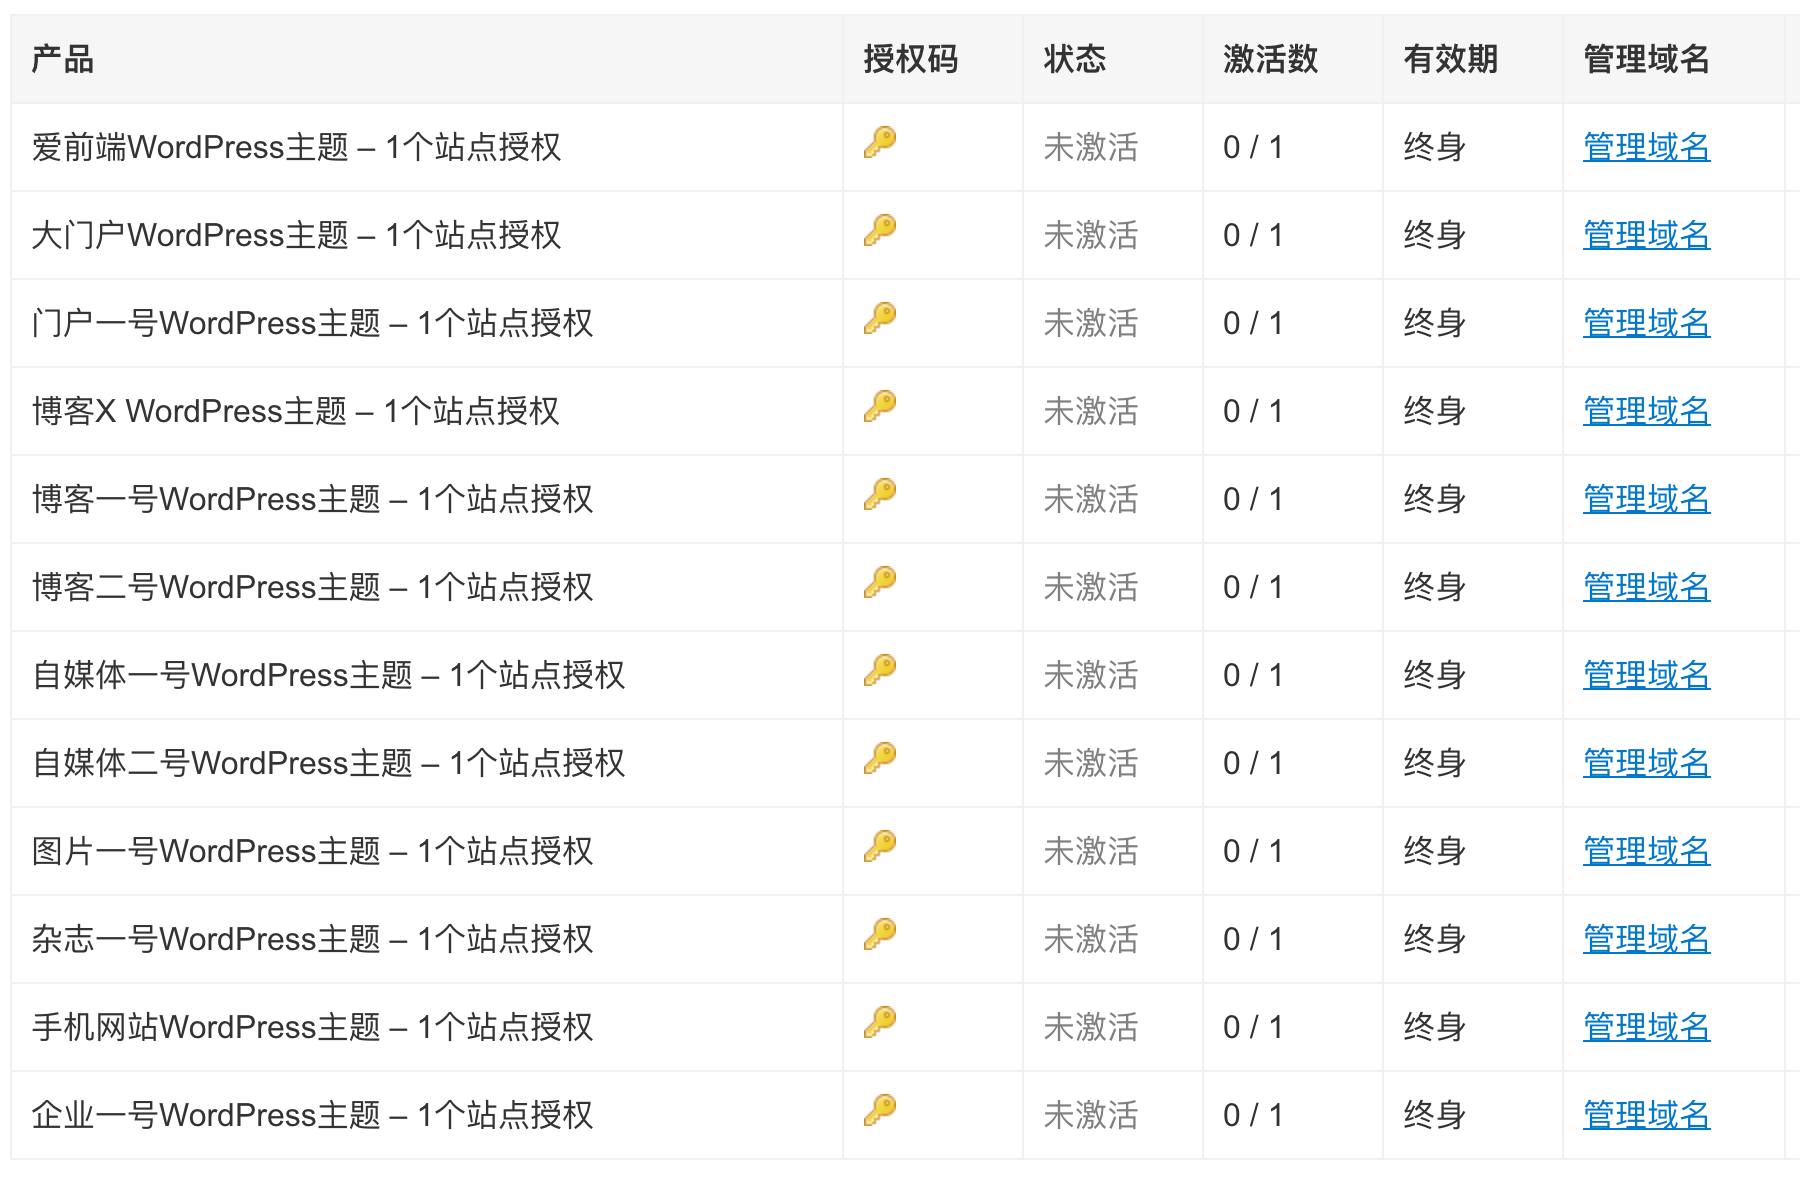 产品 授权码 状态 激活数 有效期 管理域名
爱前端WordPress主题 – 1个站点授权 未激活 0 / 1 终身 管理域名
大门户WordPress主题 – 1个站点授权 未激活 0 / 1 终身 管理域名
门户一号WordPress主题 – 1个站点授权 未激活 0 / 1 终身 管理域名
博客X WordPress主题 – 1个站点授权 未激活 0 / 1 终身 管理域名
博客一号WordPress主题 – 1个站点授权 未激活 0 / 1 终身 管理域名
博客二号WordPress主题 – 1个站点授权 未激活 0 / 1 终身 管理域名
自媒体一号WordPress主题 – 1个站点授权 未激活 0 / 1 终身 管理域名
自媒体二号WordPress主题 – 1个站点授权 未激活 0 / 1 终身 管理域名
图片一号WordPress主题 – 1个站点授权 未激活 0 / 1 终身 管理域名
杂志一号WordPress主题 – 1个站点授权 未激活 0 / 1 终身 管理域名
手机网站WordPress主题 – 1个站点授权 未激活 0 / 1 终身 管理域名
企业一号WordPress主题 – 1个站点授权 未激活 0 / 1 终身 管理域名